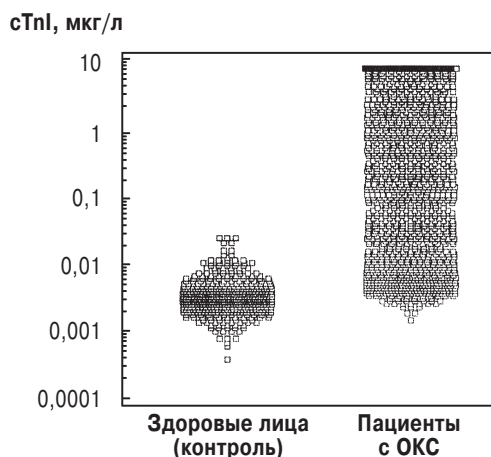 cTnI, мкг/л
10
1
0,1
0,01
0,001
0,0001
Здоровые лица
(контроль)
Пациенты
с ОКС